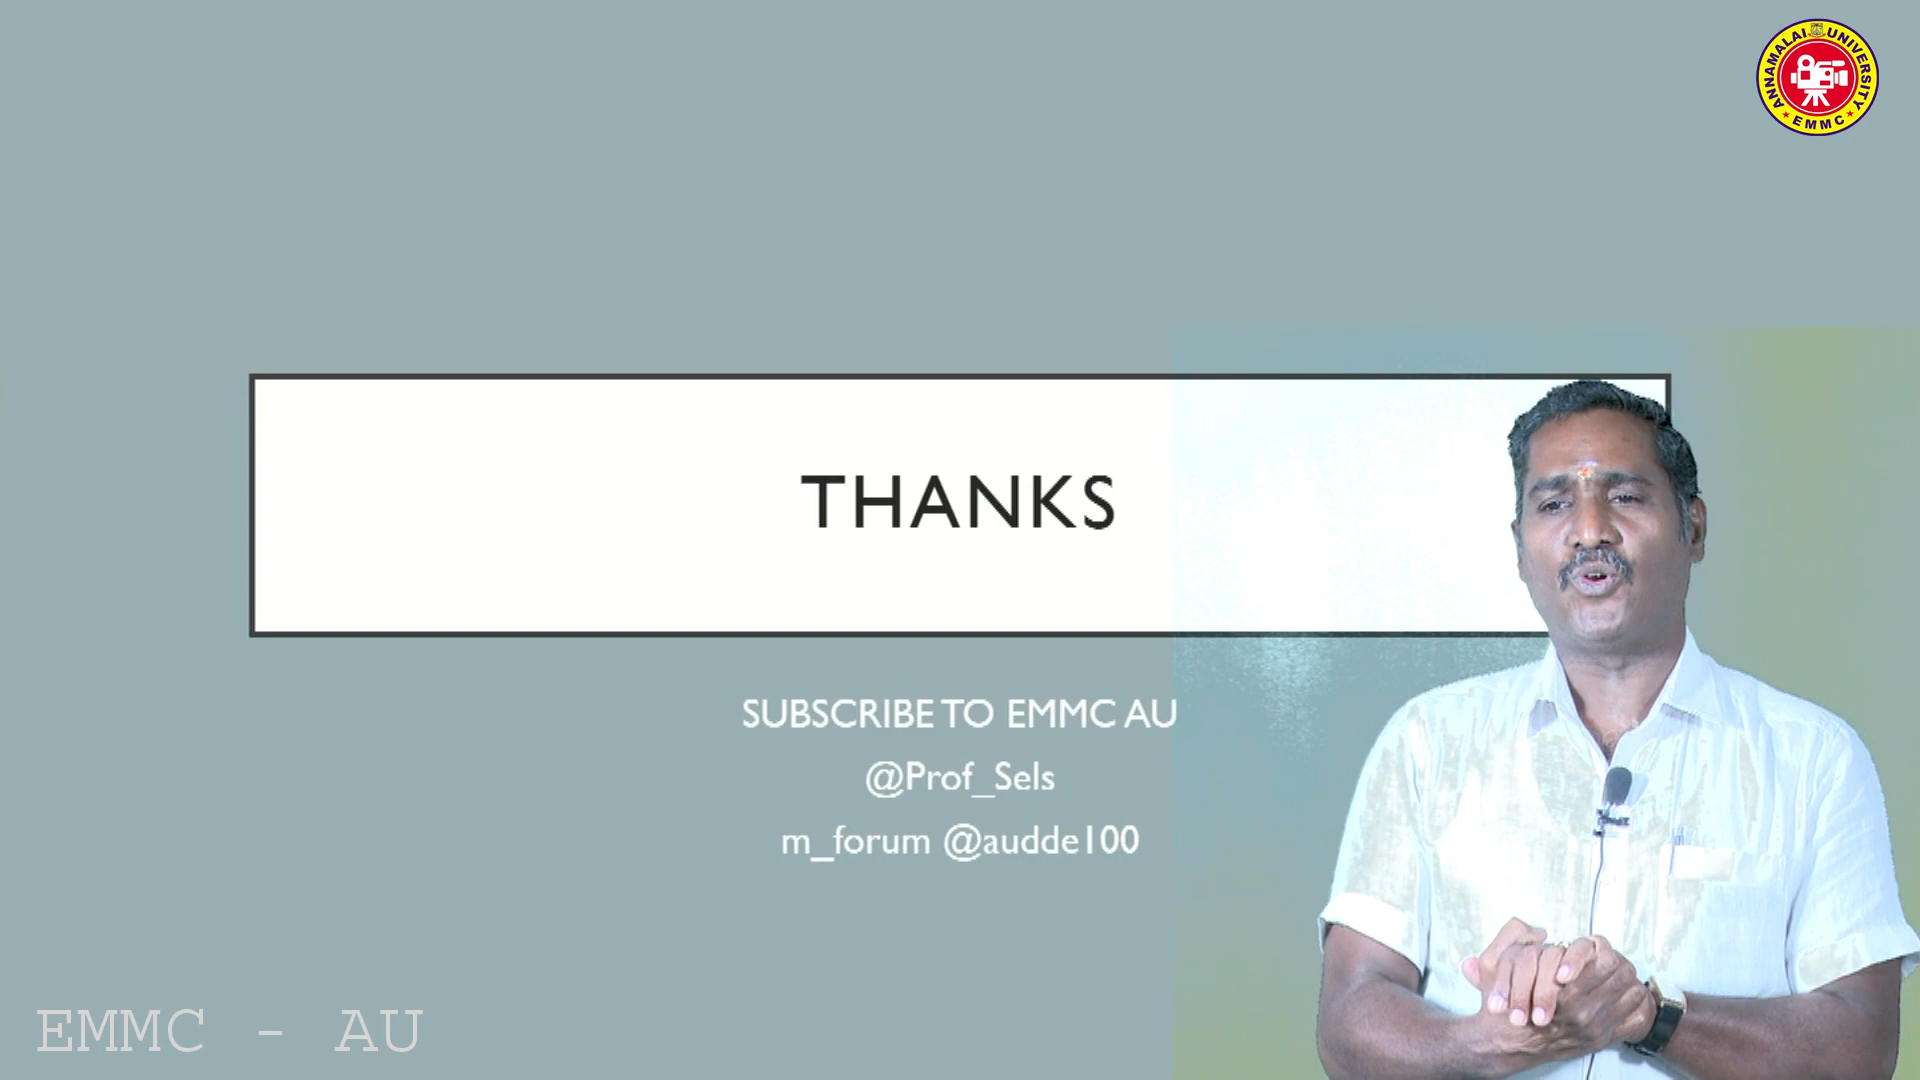 ANNAMALAI UNIVERSITY
EMMC
THANKS
SUBSCRIBE TO EMMC AU
@Prof_Sels
m_forum @audde100
EMMC - AU